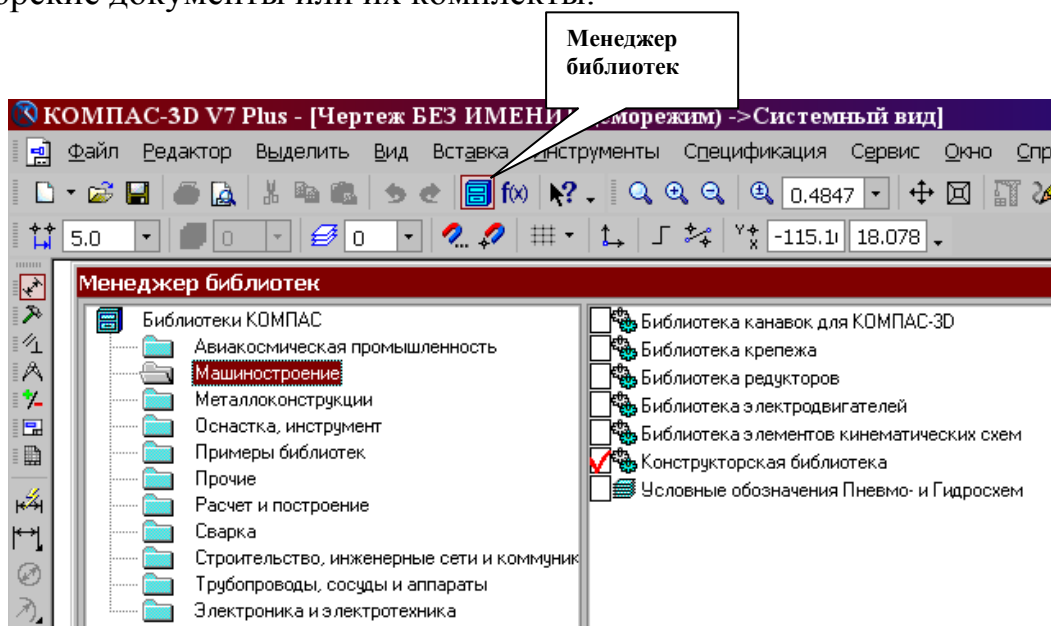 орские документы или их комплекты.
Менеджер
библиотек
КОМПАС-3D V7 Plus - [Чертеж БЕЗ ИМЕНИ деморежим) ->Системный вид]
Файл Редактор Выделить Вид Вставка Инструменты Спецификация Сервис Окно Спр
f(x) ? 0.4847
5.0 0 0 Y X -115.1 18.078
Менеджер библиотек
Библиотеки КОМПАС
Авиакосмическая промышленность
Машиностроение
Металлоконструкции
Оснастка, инструмент
Примеры библиотек
Прочие
Расчет и построение
Сварка
Строительство, инженерные сети и коммуник
Трубопроводы, сосуды и аппараты
Электроника и электротехника
Библиотека канавок для КОМПАС-3D
Библиотека крепежа
Библиотека редукторов
Библиотека электродвигателей
Библиотека элементов кинематических схем
Конструкторская библиотека
Условные обозначения Пневмо- и Гидросхем